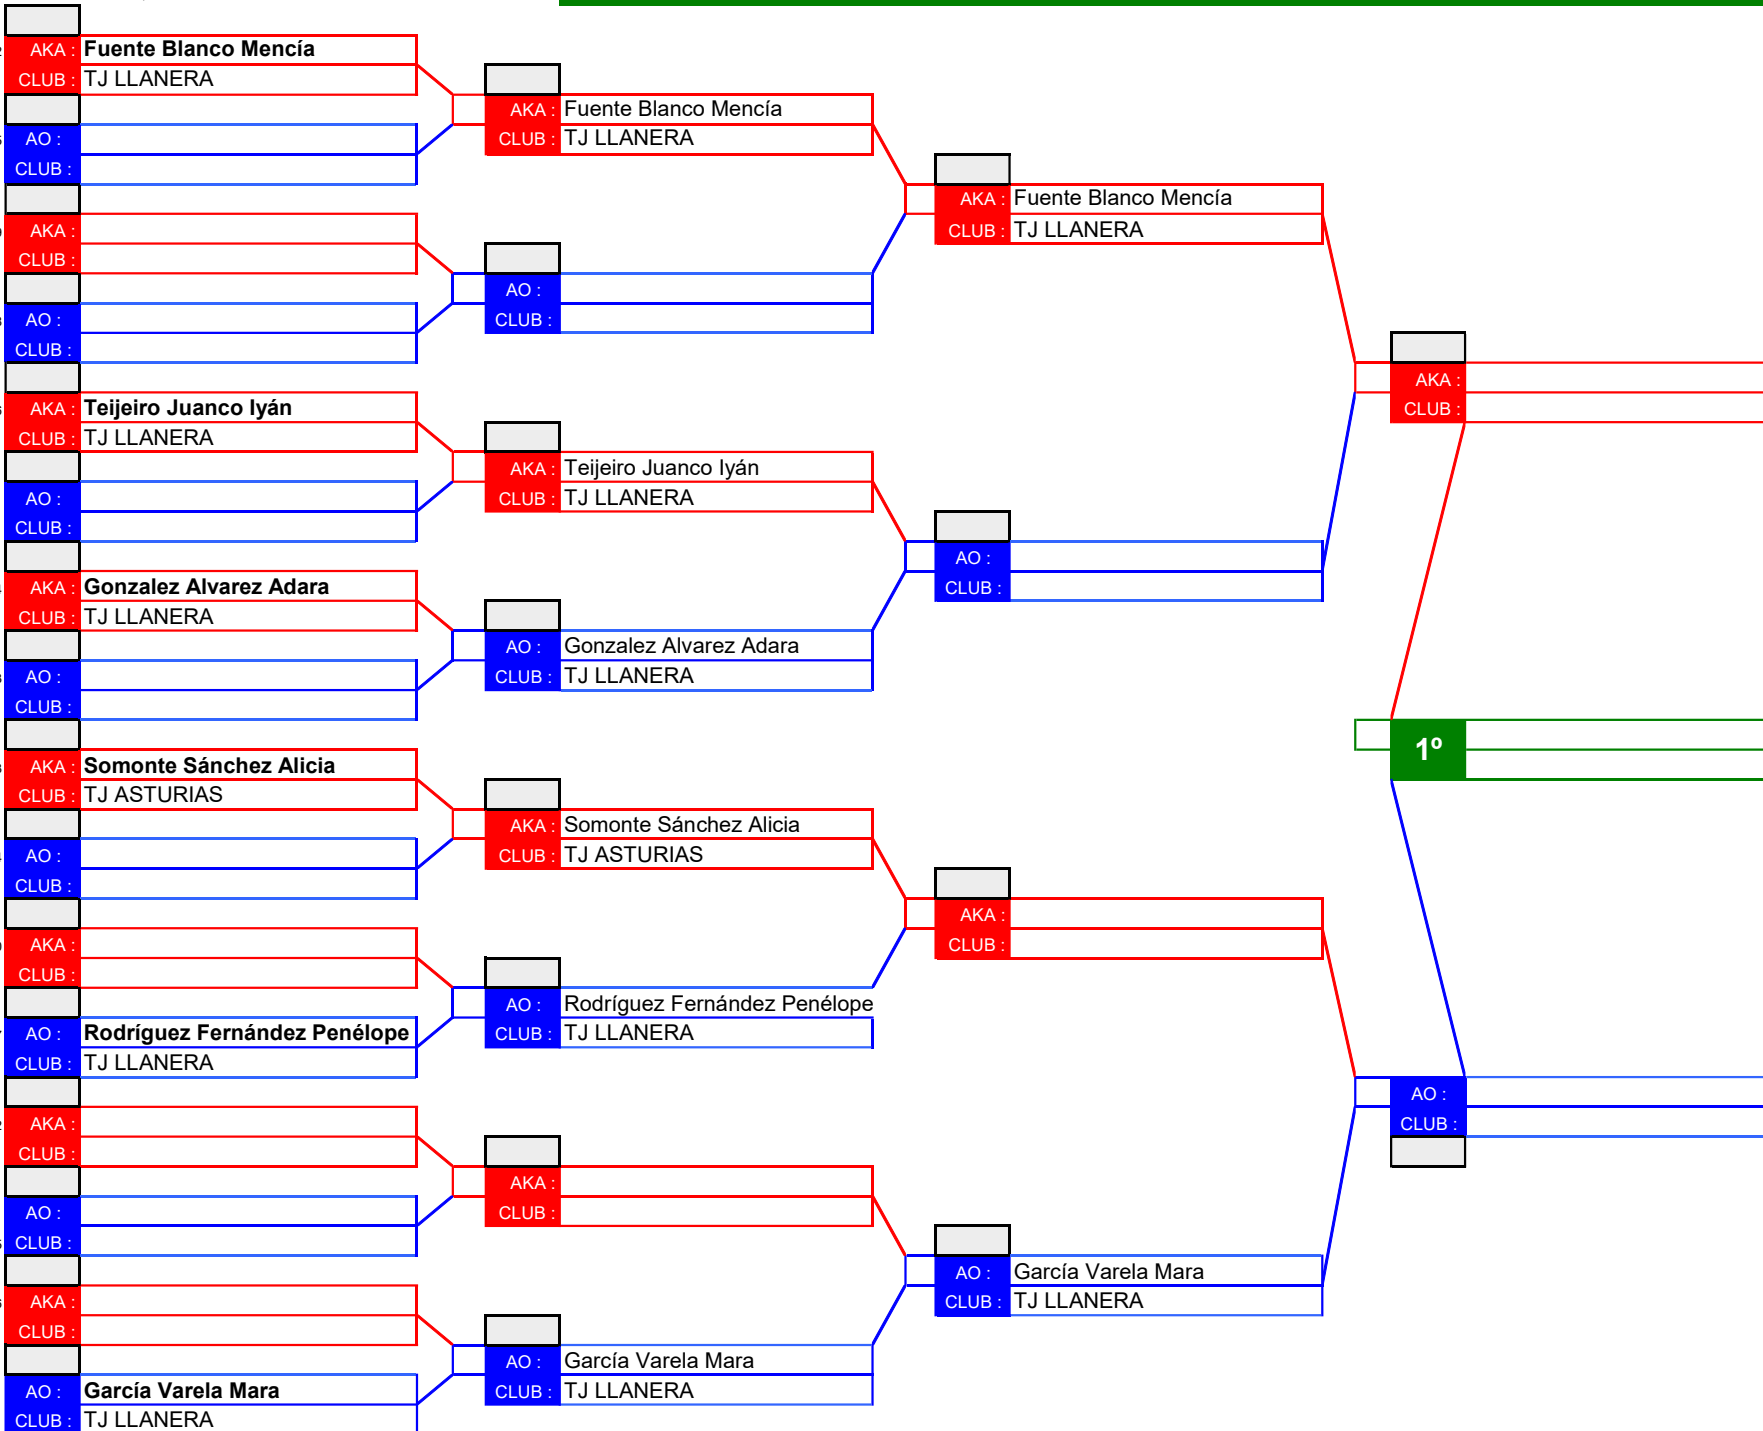 AKA : Fuente Blanco Mencía
CLUB : TJ LLANERA
AO :
CLUB :
AKA :
CLUB :
AO :
CLUB :
AKA : Teijeiro Juanco Iyán
CLUB : TJ LLANERA
AO :
CLUB :
AKA : Gonzalez Alvarez Adara
CLUB : TJ LLANERA
AO :
CLUB :
AKA : Somonte Sánchez Alicia
CLUB : TJ ASTURIAS
AO :
CLUB :
AKA :
CLUB :
AO : Rodríguez Fernández Penélope
CLUB : TJ LLANERA
AKA :
CLUB :
AO :
CLUB :
AKA :
CLUB :
AO : García Varela Mara
CLUB : TJ LLANERA
AKA : Fuente Blanco Mencía
CLUB : TJ LLANERA
AO :
CLUB :
AKA : Teijeiro Juanco Iyán
CLUB : TJ LLANERA
AO : Gonzalez Alvarez Adara
CLUB : TJ LLANERA
AKA : Somonte Sánchez Alicia
CLUB : TJ ASTURIAS
AO : Rodríguez Fernández Penélope
CLUB : TJ LLANERA
AKA :
CLUB :
AO : García Varela Mara
CLUB : TJ LLANERA
AKA : Fuente Blanco Mencía
CLUB : TJ LLANERA
AO :
CLUB :
AKA :
CLUB :
AO : García Varela Mara
CLUB : TJ LLANERA
AKA :
CLUB :
1º
AO :
CLUB :